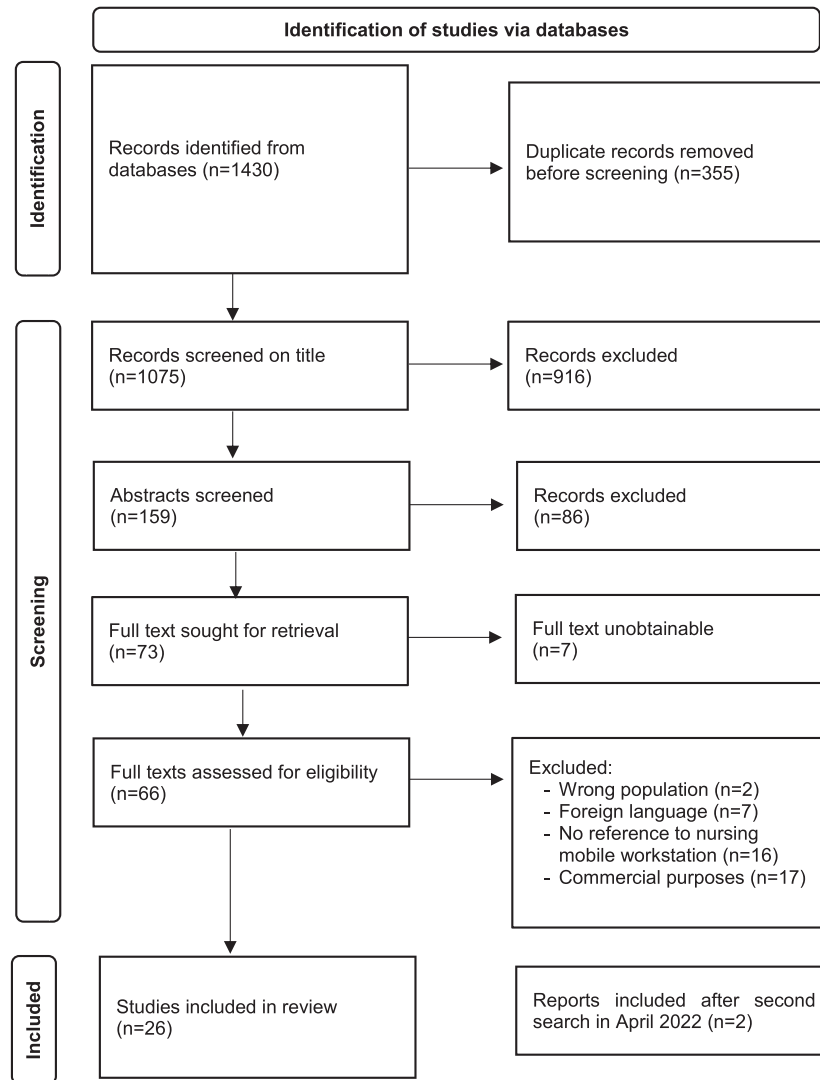 Identification of studies via databases
Identification
Records identified from
databases (n=1430)
Duplicate records removed
before screening (n=355)
Screening
Records screened on title
(n=1075)
Records excluded
(n=916)
Abstracts screened
(n=159)
Records excluded
(n=86)
Full text sought for retrieval
(n=73)
Full text unobtainable
(n=7)
Full texts assessed for eligibility
(n=66)
Excluded:
- Wrong population (n=2)
- Foreign language (n=7)
- No reference to nursing
mobile workstation (n=16)
- Commercial purposes (n=17)
Included
Studies included in review
(n=26)
Reports included after second
search in April 2022 (n=2)